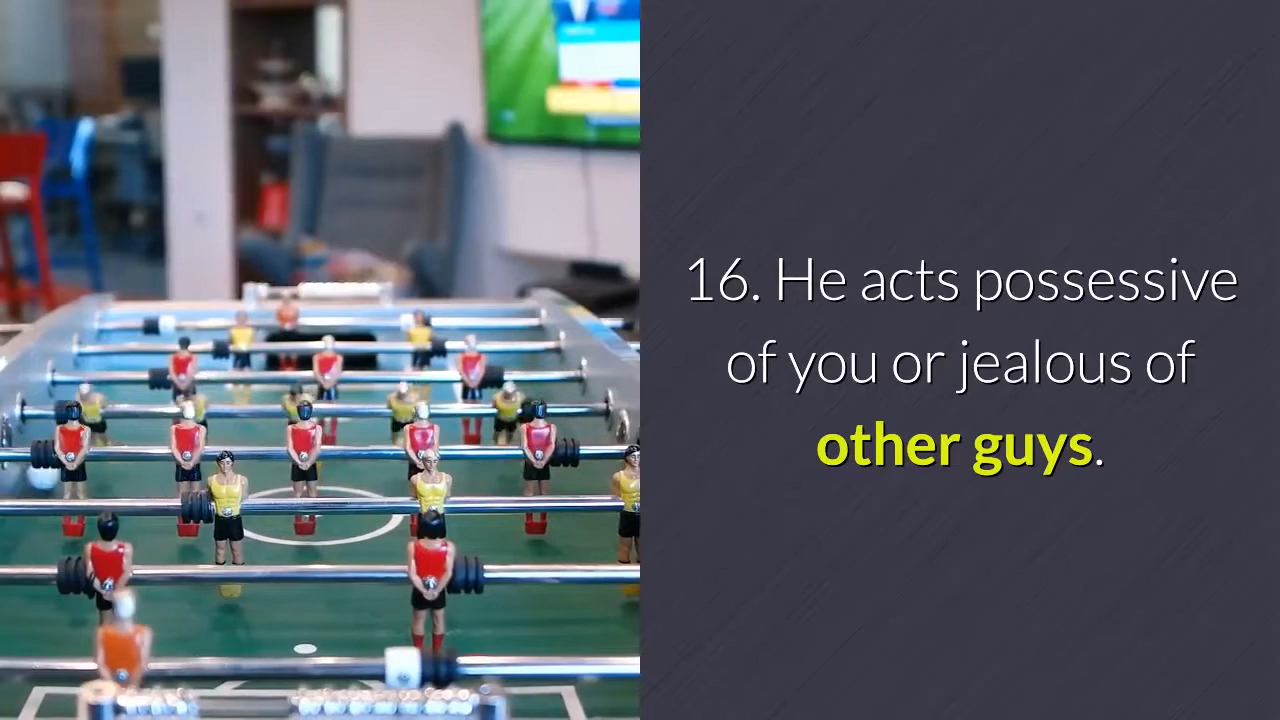 16. He acts possessive
of you or jealous of
other guys.